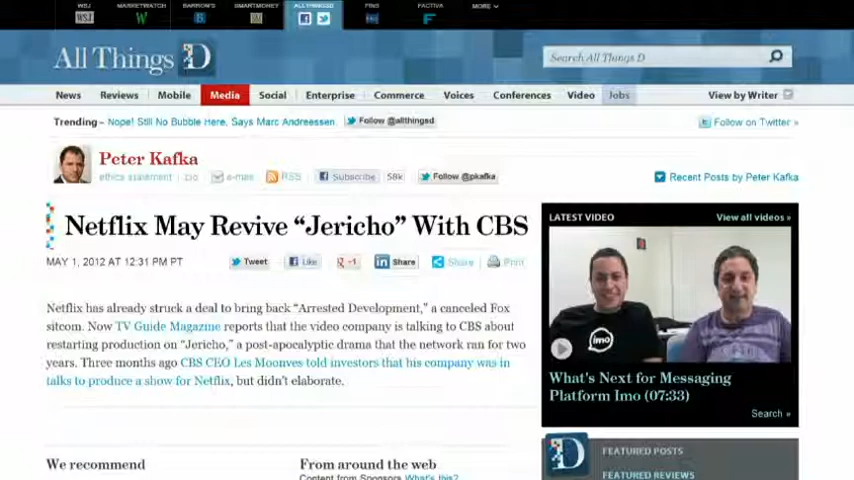 WSJ MARKETWATCH BARRON'S SMARTMONEY ALLTHINGSD FINS FACTIVA MORE
WSJ W B
All Things D
Search All Things D
News Reviews Mobile Media Social Enterprise Commerce Voices Conferences Video Jobs View by Writer
Trending – Nope! Still No Bubble Here, Says Marc Andreessen. Follow @allthingsd Follow on Twitter »
Peter Kafka
ethics statement bio e-mail RSS Subscribe 58k Follow @pkafka Recent Posts by Peter Kafka
Netflix May Revive “Jericho” With CBS
MAY 1, 2012 AT 12:31 PM PT Tweet Like +1 Share Share Print
Netflix has already struck a deal to bring back “Arrested Development,” a canceled Fox
sitcom. Now TV Guide Magazine reports that the video company is talking to CBS about
restarting production on “Jericho,” a post-apocalyptic drama that the network ran for two
years. Three months ago CBS CEO Les Moonves told investors that his company was in
talks to produce a show for Netflix, but didn’t elaborate.
LATEST VIDEO View all videos »
imo
What's Next for Messaging
Platform Imo (07:33)
Search »
D
FEATURED POSTS
FEATURED REVIEWS
We recommend
From around the web
Content from Sponsors What's this?